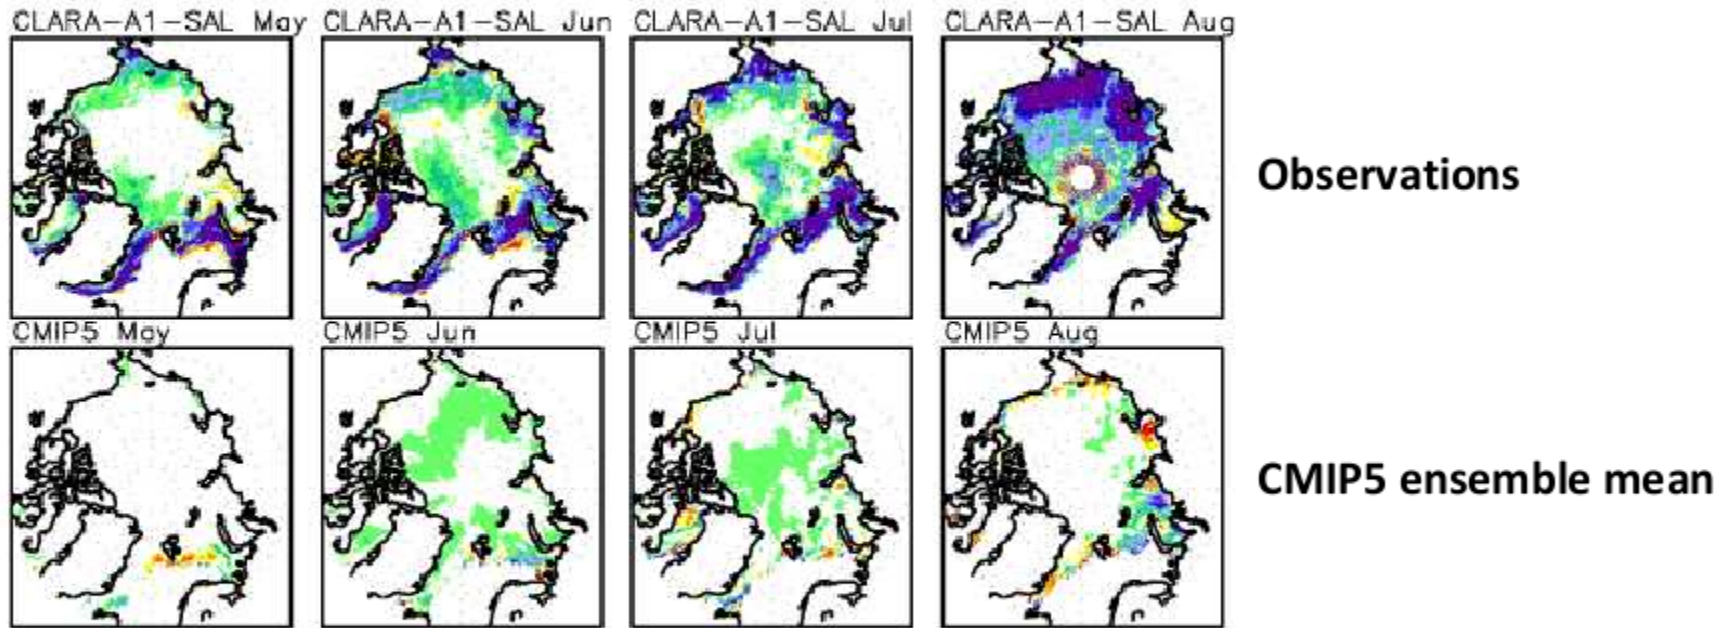 CLARA-A1-SAL May CLARA-A1-SAL Jun CLARA-A1-SAL Jul CLARA-A1-SAL Aug
Observations
CMIP5 May CMIP5 Jun CMIP5 Jul CMIP5 Aug
CMIP5 ensemble mean